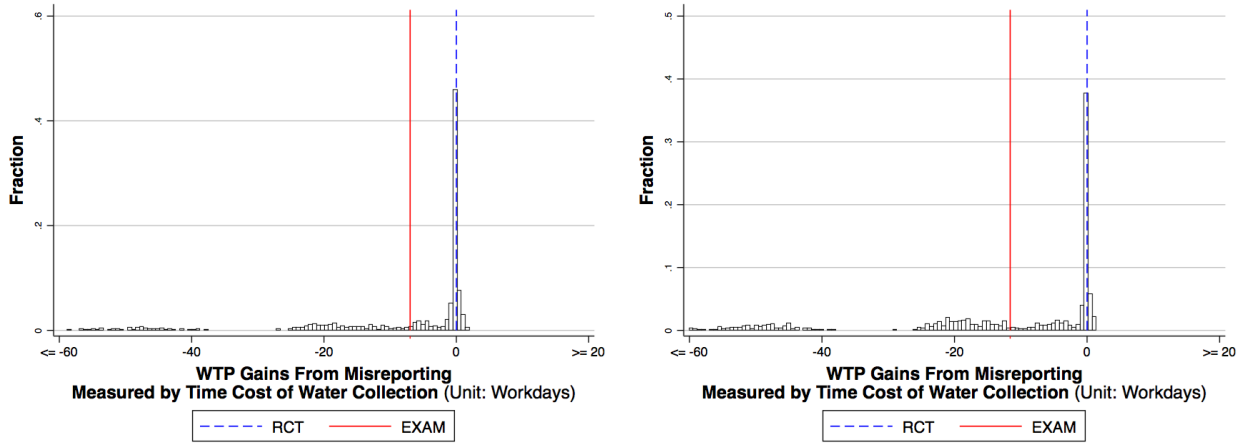 .6
.4
.2
0
Fraction
<= -60
-40
-20
0
>= 20
WTP Gains From Misreporting
Measured by Time Cost of Water Collection (Unit: Workdays)
RCT
EXAM
.5
.4
.3
.2
.1
0
Fraction
<= -60
-40
-20
0
>= 20
WTP Gains From Misreporting
Measured by Time Cost of Water Collection (Unit: Workdays)
RCT
EXAM